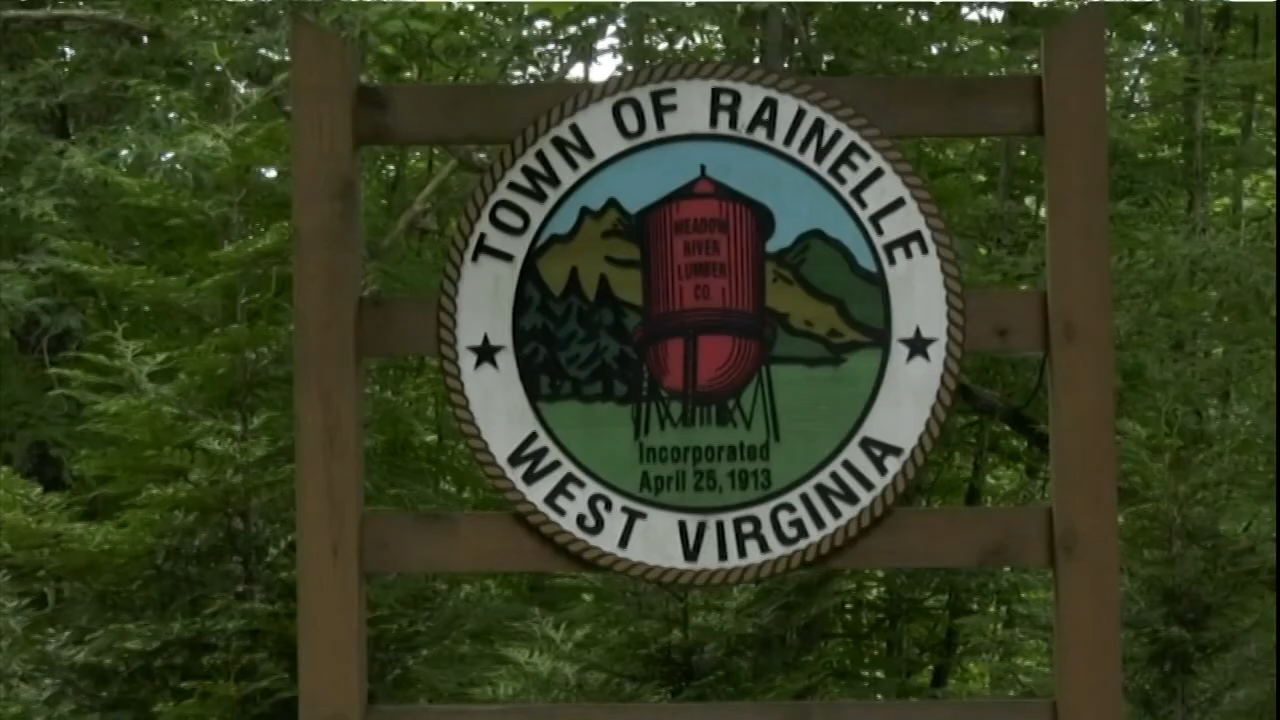 TOWN OF RAINELLE
MEADOW
RIVER
LUMBER
CO.
Incorporated
April 25, 1913
WEST VIRGINIA